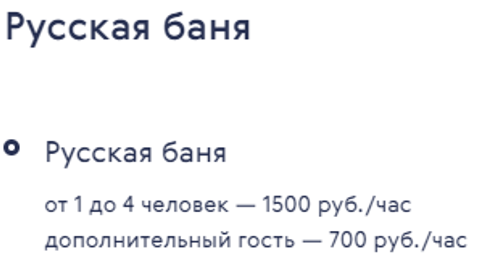 Русская баня
Русская баня
от 1 до 4 человек — 1500 руб./час
дополнительный гость — 700 руб./час